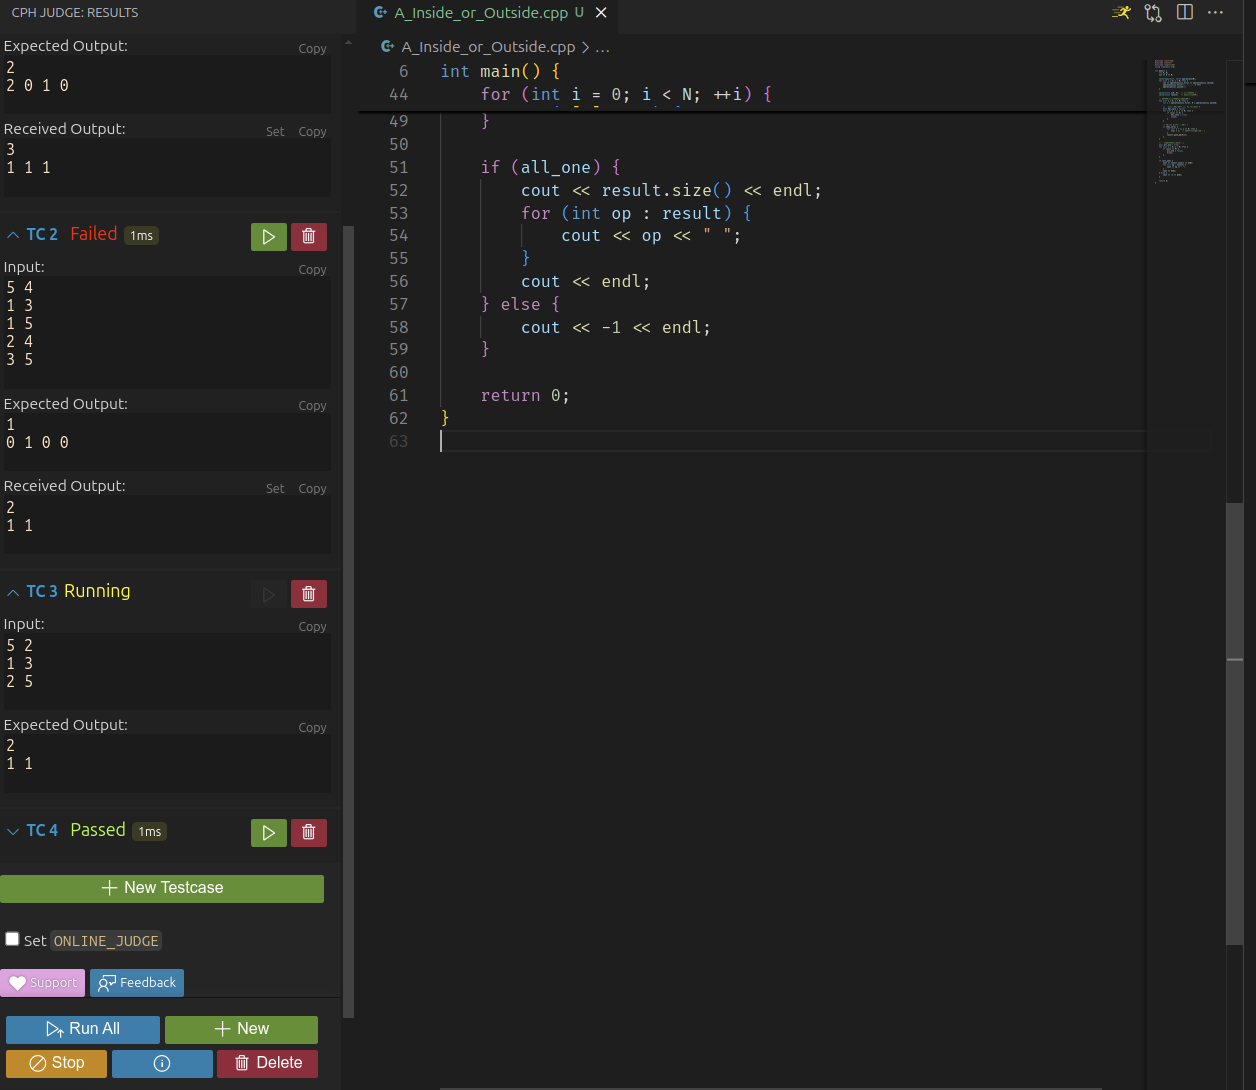 CPH JUDGE: RESULTS
Expected Output:
Copy
2
2 0 1 0
Received Output:
Set Copy
3
1 1 1
TC 2 Failed 1ms
Input:
Copy
5 4
1 3
1 5
2 4
3 5
Expected Output:
Copy
1
0 1 0 0
Received Output:
Set Copy
2
1 1
TC 3 Running
Input:
Copy
5 2
1 3
2 5
Expected Output:
Copy
2
1 1
TC 4 Passed 1ms
New Testcase
Set ONLINE_JUDGE
Support Feedback
Run All New
Stop Delete
A_Inside_or_Outside.cpp U
A_Inside_or_Outside.cpp > ...
6 int main() {
44 for (int i = 0; i < N; ++i) {
49 }
50
51 if (all_one) {
52 cout << result.size() << endl;
53 for (int op : result) {
54 cout << op << " ";
55 }
56 cout << endl;
57 } else {
58 cout << -1 << endl;
59 }
60
61 return 0;
62 }
63